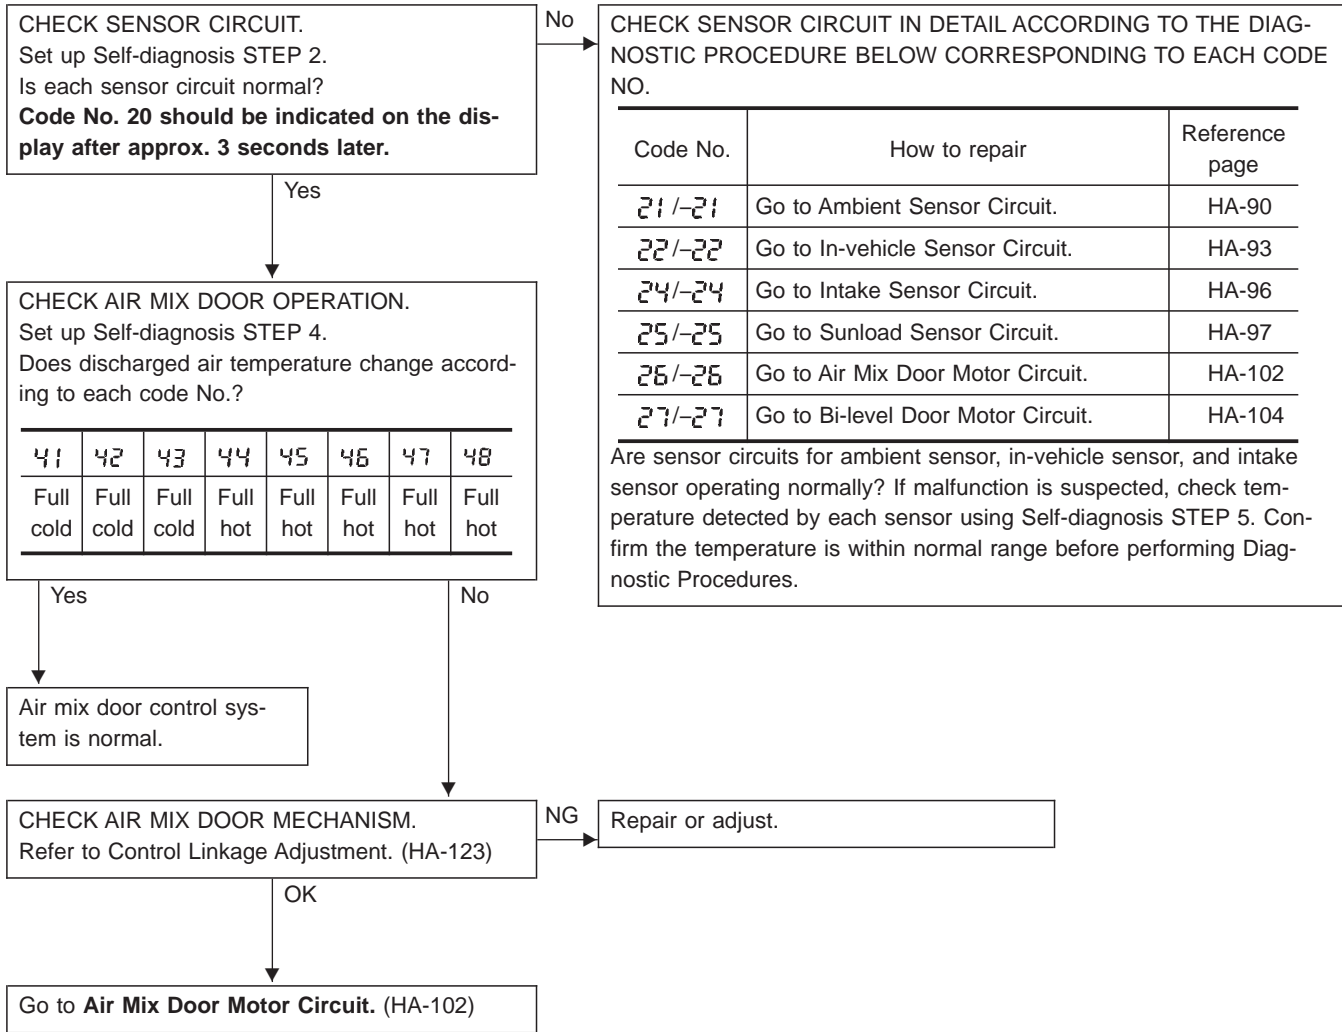 CHECK SENSOR CIRCUIT.
Set up Self-diagnosis STEP 2.
Is each sensor circuit normal?
Code No. 20 should be indicated on the dis-
play after approx. 3 seconds later.
No
CHECK SENSOR CIRCUIT IN DETAIL ACCORDING TO THE DIAG-
NOSTIC PROCEDURE BELOW CORRESPONDING TO EACH CODE
NO.
Code No. How to repair Reference
page
21/–21 Go to Ambient Sensor Circuit. HA-90
22/–22 Go to In-vehicle Sensor Circuit. HA-93
24/–24 Go to Intake Sensor Circuit. HA-96
25/–25 Go to Sunload Sensor Circuit. HA-97
26/–26 Go to Air Mix Door Motor Circuit. HA-102
27/–27 Go to Bi-level Door Motor Circuit. HA-104
Are sensor circuits for ambient sensor, in-vehicle sensor, and intake
sensor operating normally? If malfunction is suspected, check tem-
perature detected by each sensor using Self-diagnosis STEP 5. Con-
firm the temperature is within normal range before performing Diag-
nostic Procedures.
Yes
CHECK AIR MIX DOOR OPERATION.
Set up Self-diagnosis STEP 4.
Does discharged air temperature change accord-
ing to each code No.?
41 42 43 44 45 46 47 48
Full Full Full Full Full Full Full Full
cold cold cold hot hot hot hot hot
Yes
No
Air mix door control sys-
tem is normal.
CHECK AIR MIX DOOR MECHANISM.
Refer to Control Linkage Adjustment. (HA-123)
NG
Repair or adjust.
OK
Go to Air Mix Door Motor Circuit. (HA-102)